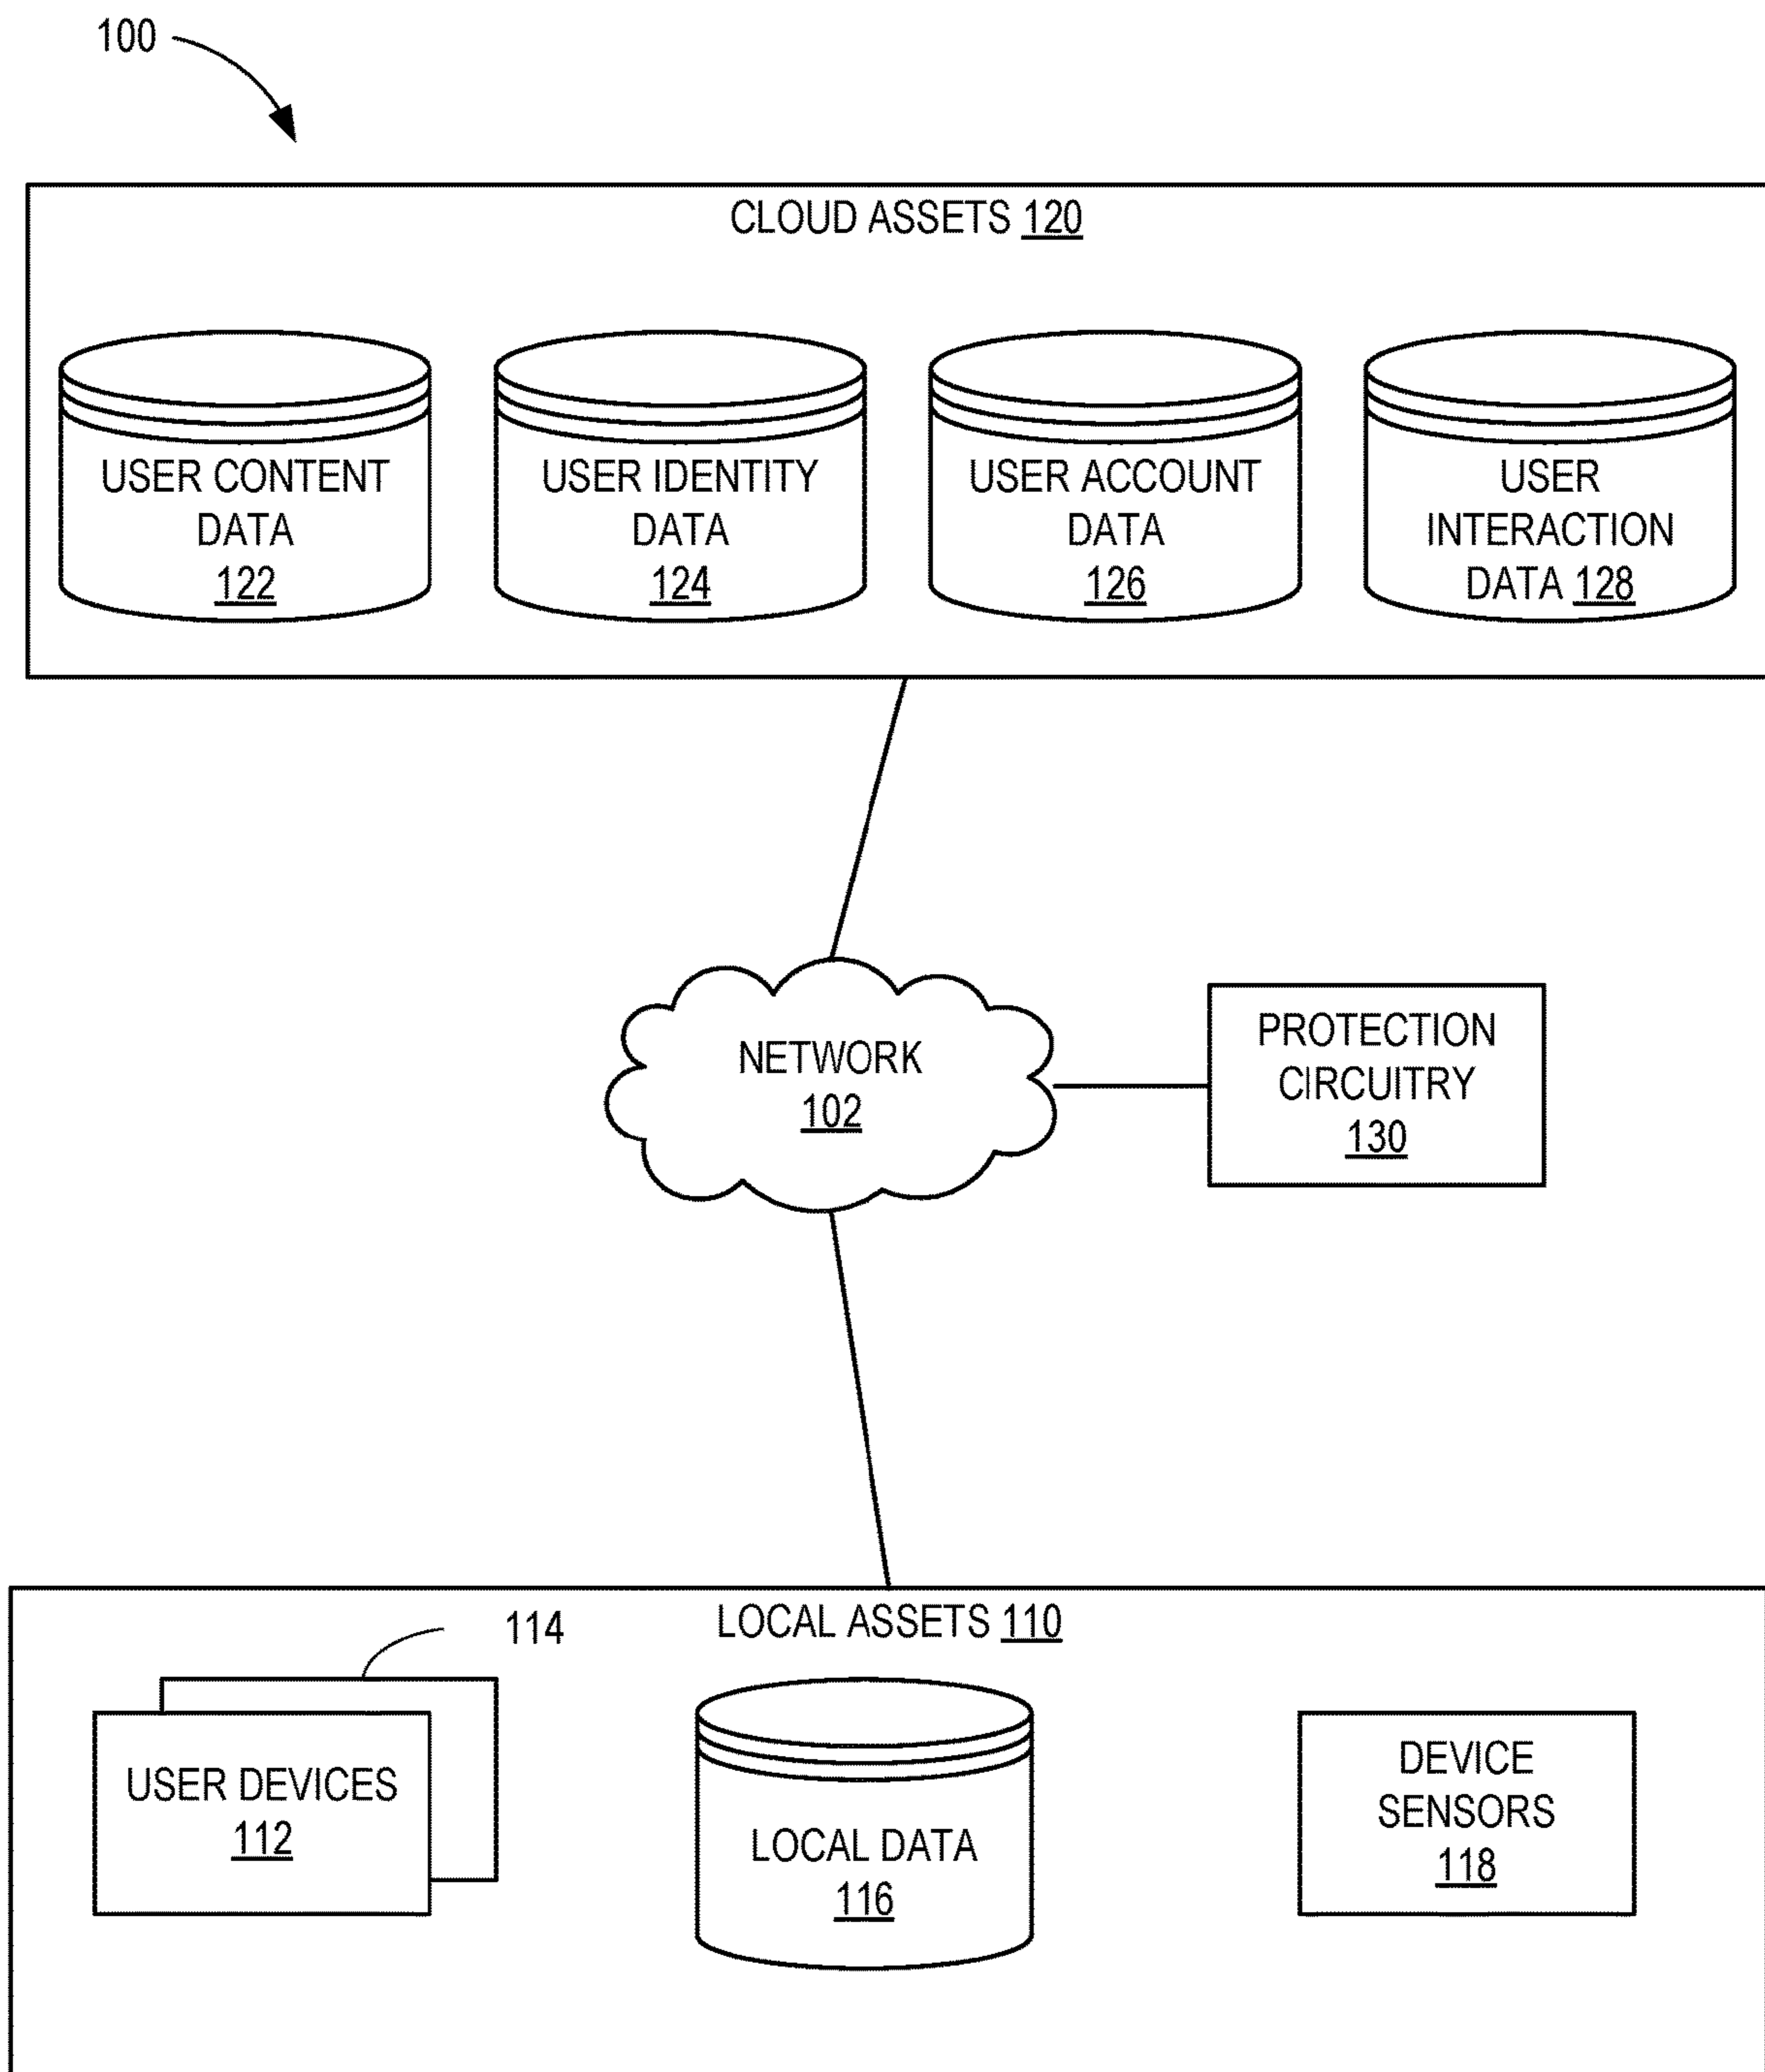 100
CLOUD ASSETS 120
USER CONTENT
DATA
122
USER IDENTITY
DATA
124
USER ACCOUNT
DATA
126
USER
INTERACTION
DATA 128
NETWORK
102
PROTECTION
CIRCUITRY
130
LOCAL ASSETS 110
114
USER DEVICES
112
LOCAL DATA
116
DEVICE
SENSORS
118